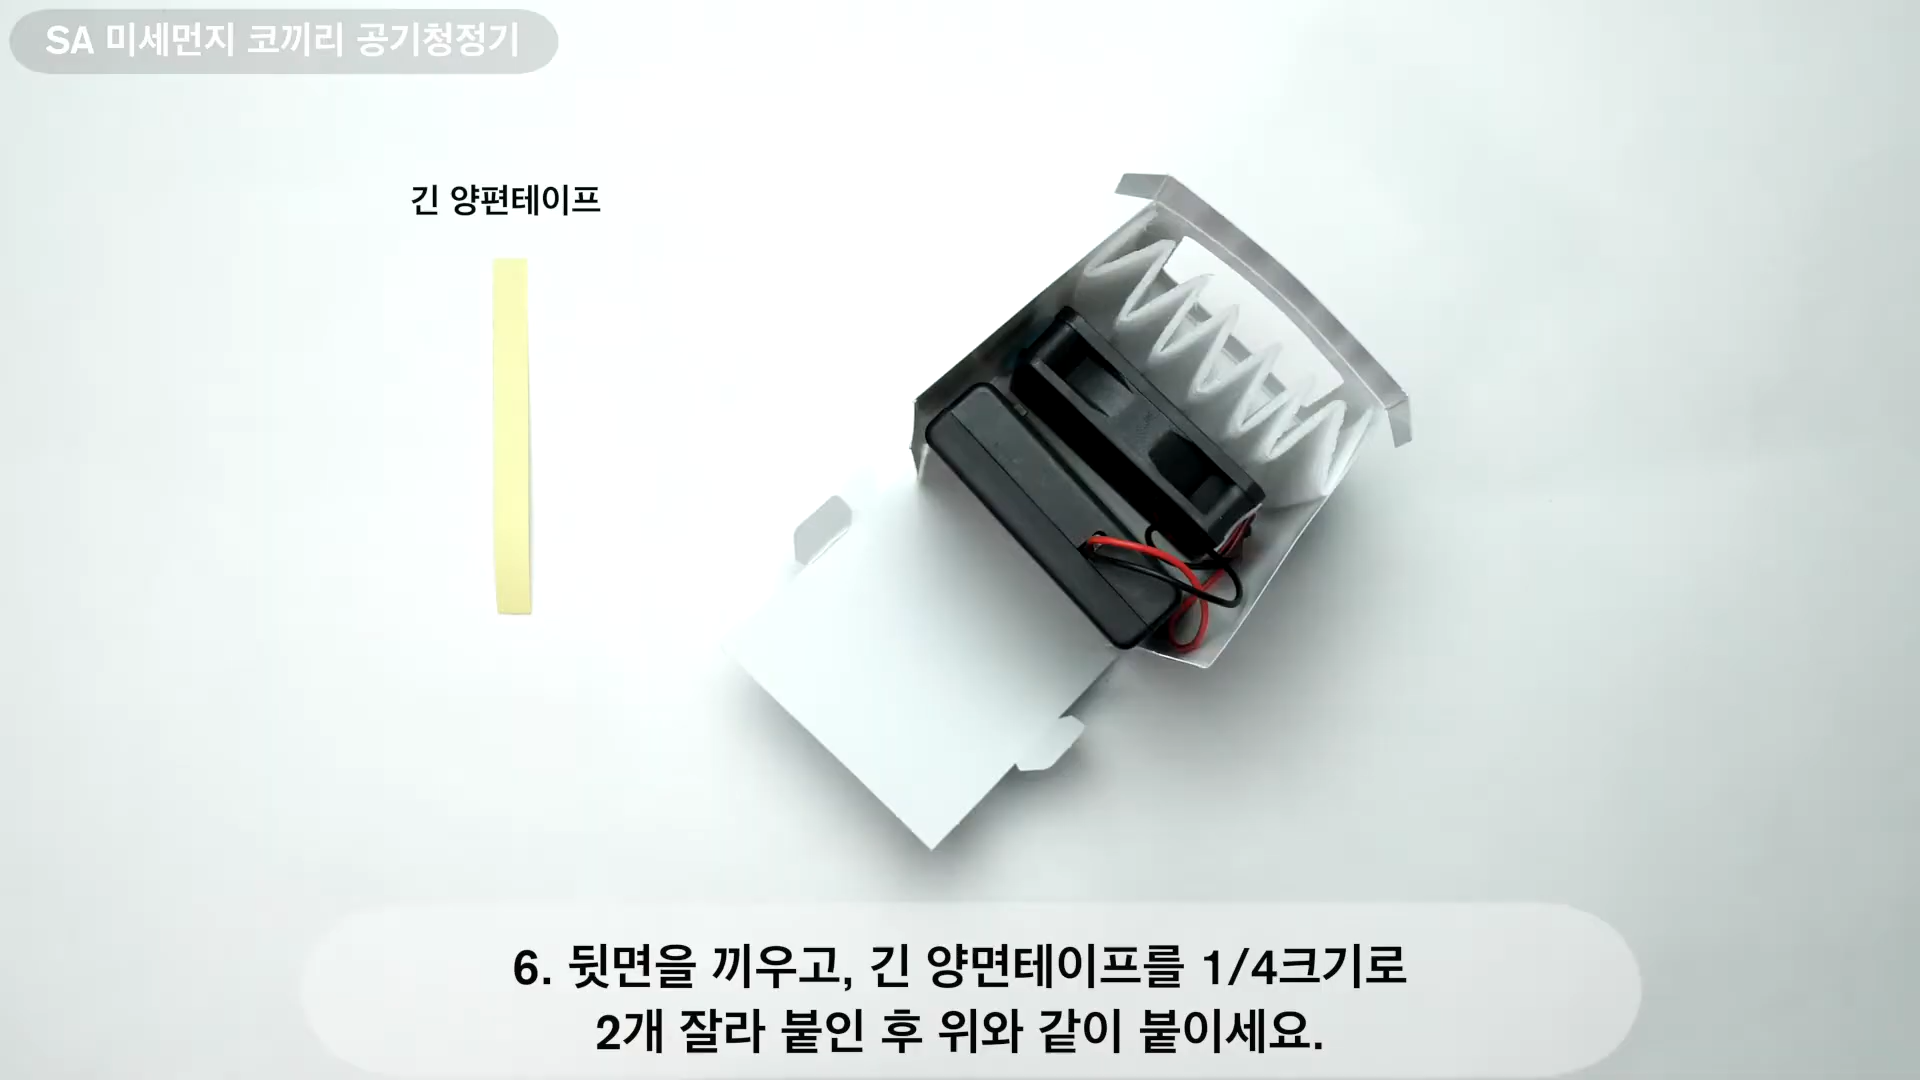 SA 미세먼지 코끼리 공기청정기
긴 양편테이프
6. 뒷면을 끼우고, 긴 양면테이프를 1/4크기로
2개 잘라 붙인 후 위와 같이 붙이세요.